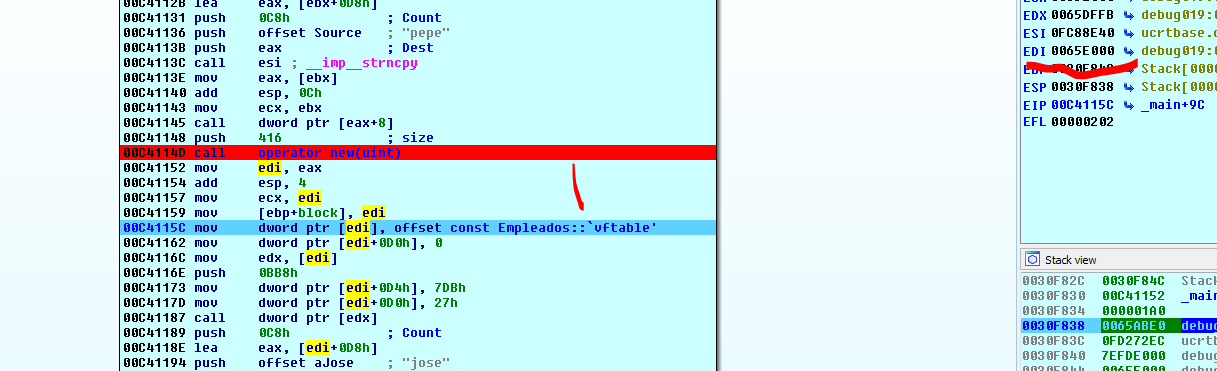 00C4112B lea eax, [ebx+0D8h]
00C41131 push 0C8h ; Count
00C41136 push offset Source ; "pepe"
00C4113B push eax ; Dest
00C4113C call esi ; __imp__strncpy
00C4113E mov eax, [ebx]
00C41140 add esp, 0Ch
00C41143 mov ecx, ebx
00C41145 call dword ptr [eax+8]
00C41148 push 416 ; size
00C4114D call operator new(uint)
00C41152 mov edi, eax
00C41154 add esp, 4
00C41157 mov ecx, edi
00C41159 mov [ebp+block], edi
00C4115C mov dword ptr [edi], offset const Empleados::`vftable'
00C41162 mov dword ptr [edi+0D0h], 0
00C4116C mov edx, [edi]
00C4116E push 0BB8h
00C41173 mov dword ptr [edi+0D4h], 7DBh
00C4117D mov dword ptr [edi+0D0h], 27h
00C41187 call dword ptr [edx]
00C41189 push 0C8h ; Count
00C4118E lea eax, [edi+0D8h]
00C41194 push offset aJose ; "jose"
EDX 0065DFFB debug019:0
ESI 0FC88E40 ucrtbase.d
EDI 0065E000 debug019:0
Stack[000
ESP 0030F838 Stack[000
EIP 00C4115C _main+9C
EFL 00000202
Stack view
0030F82C 0030F84C Stack
0030F830 00C41152 _main
0030F834 000001A0
0030F838 0065ABE0 debug
0030F83C 0FD272EC ucrtb
0030F840 7EFDE000 debug